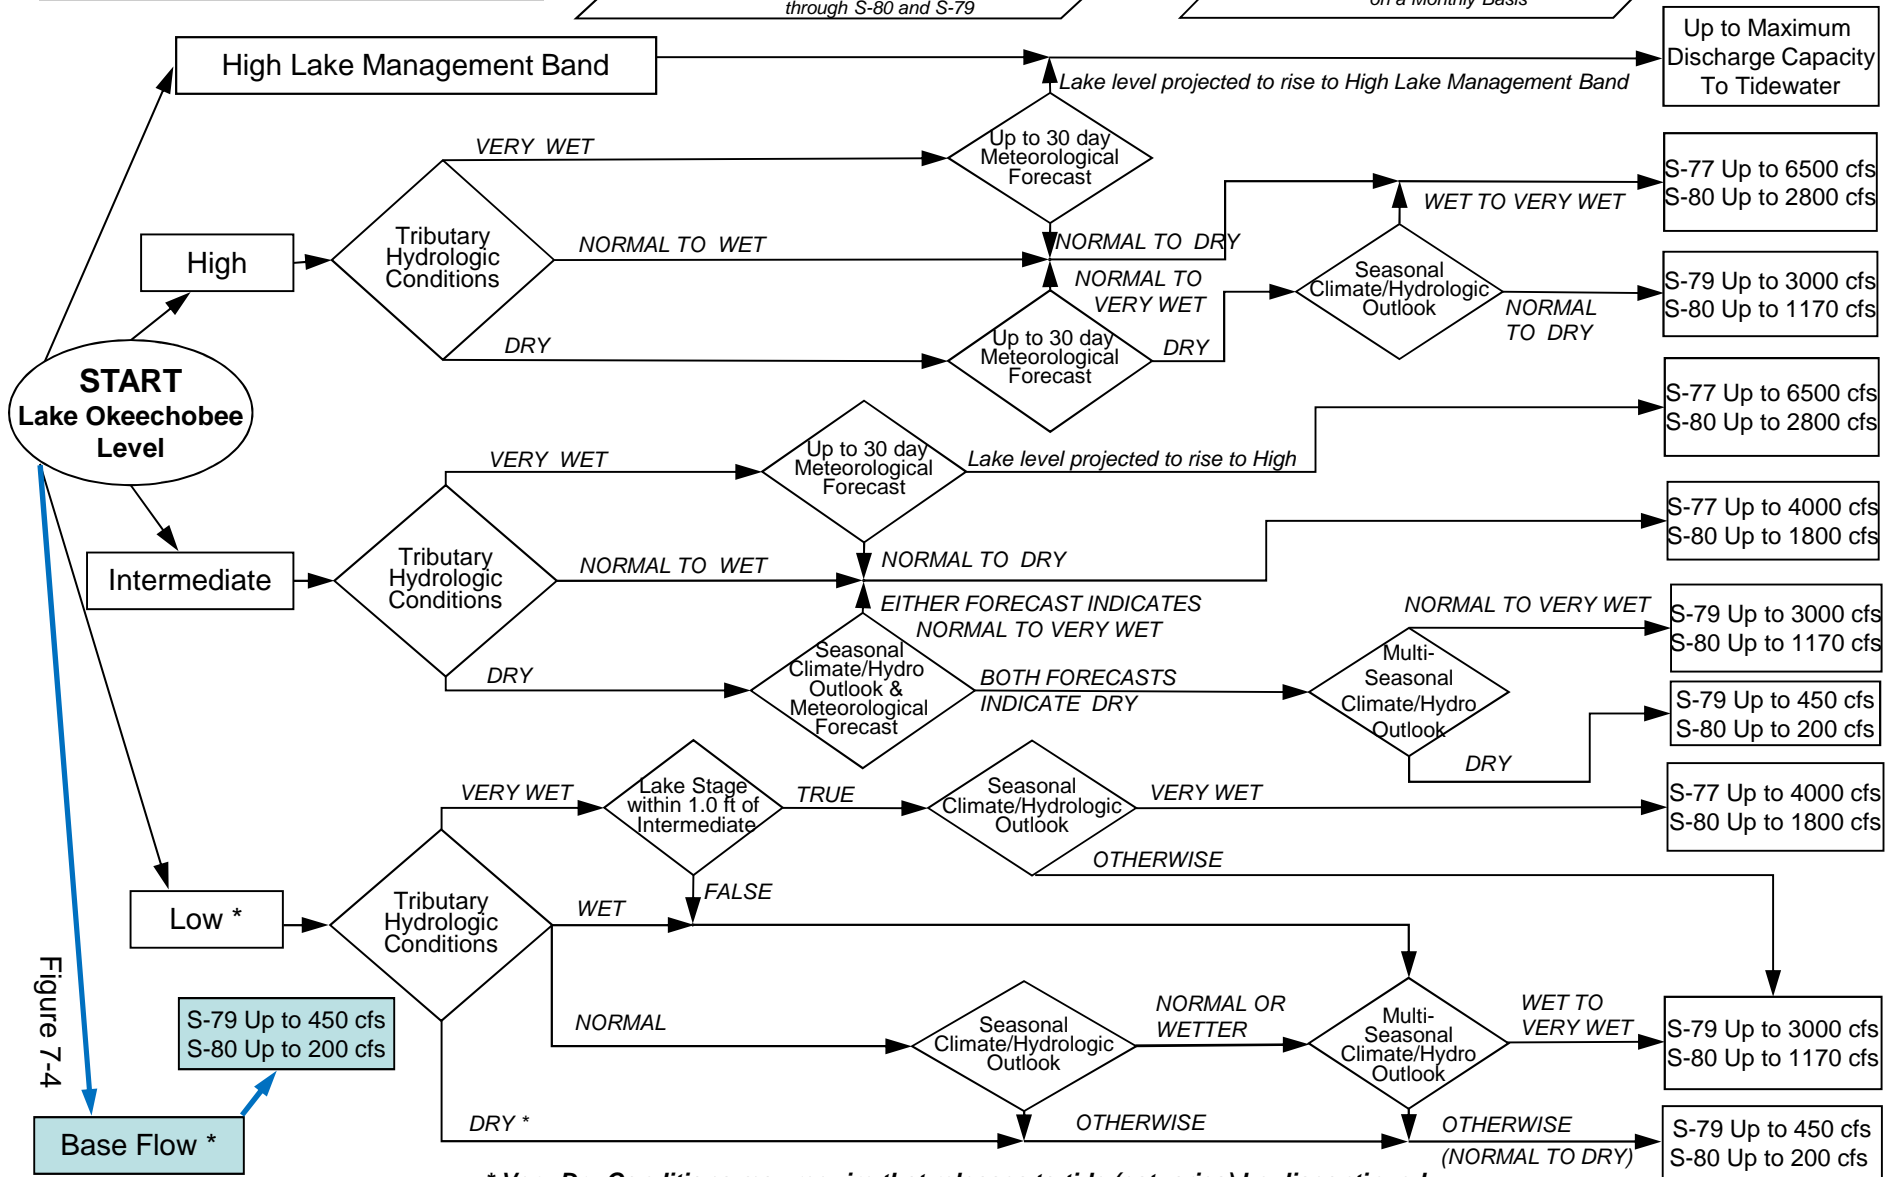 through S-80 and S-79
on a Monthly Basis
High Lake Management Band
Up to Maximum
Discharge Capacity
To Tidewater
Lake level projected to rise to High Lake Management Band
VERY WET
Up to 30 day
Meteorological
Forecast
S-77 Up to 6500 cfs
S-80 Up to 2800 cfs
WET TO VERY WET
High
Tributary
Hydrologic
Conditions
NORMAL TO WET
NORMAL TO DRY
NORMAL TO
VERY WET
Seasonal
Climate/Hydrologic
Outlook
NORMAL
TO DRY
S-79 Up to 3000 cfs
S-80 Up to 1170 cfs
DRY
Up to 30 day
Meteorological
Forecast
DRY
START
Lake Okeechobee
Level
S-77 Up to 6500 cfs
S-80 Up to 2800 cfs
VERY WET
Up to 30 day
Meteorological
Forecast
Lake level projected to rise to High
S-77 Up to 4000 cfs
S-80 Up to 1800 cfs
Intermediate
Tributary
Hydrologic
Conditions
NORMAL TO WET
NORMAL TO DRY
EITHER FORECAST INDICATES
NORMAL TO VERY WET
NORMAL TO VERY WET
S-79 Up to 3000 cfs
S-80 Up to 1170 cfs
DRY
Seasonal
Climate/Hydro
Outlook &
Meteorological
Forecast
BOTH FORECASTS
INDICATE DRY
Multi-
Seasonal
Climate/Hydro
Outlook
DRY
S-79 Up to 450 cfs
S-80 Up to 200 cfs
VERY WET
Lake Stage
within 1.0 ft of
Intermediate
TRUE
Seasonal
Climate/Hydrologic
Outlook
VERY WET
S-77 Up to 4000 cfs
S-80 Up to 1800 cfs
OTHERWISE
FALSE
Low *
Tributary
Hydrologic
Conditions
WET
NORMAL
Seasonal
Climate/Hydrologic
Outlook
NORMAL OR
WETTER
Multi-
Seasonal
Climate/Hydro
Outlook
WET TO
VERY WET
S-79 Up to 3000 cfs
S-80 Up to 1170 cfs
Figure 7-4
S-79 Up to 450 cfs
S-80 Up to 200 cfs
Base Flow *
DRY *
OTHERWISE
OTHERWISE
(NORMAL TO DRY)
S-79 Up to 450 cfs
S-80 Up to 200 cfs